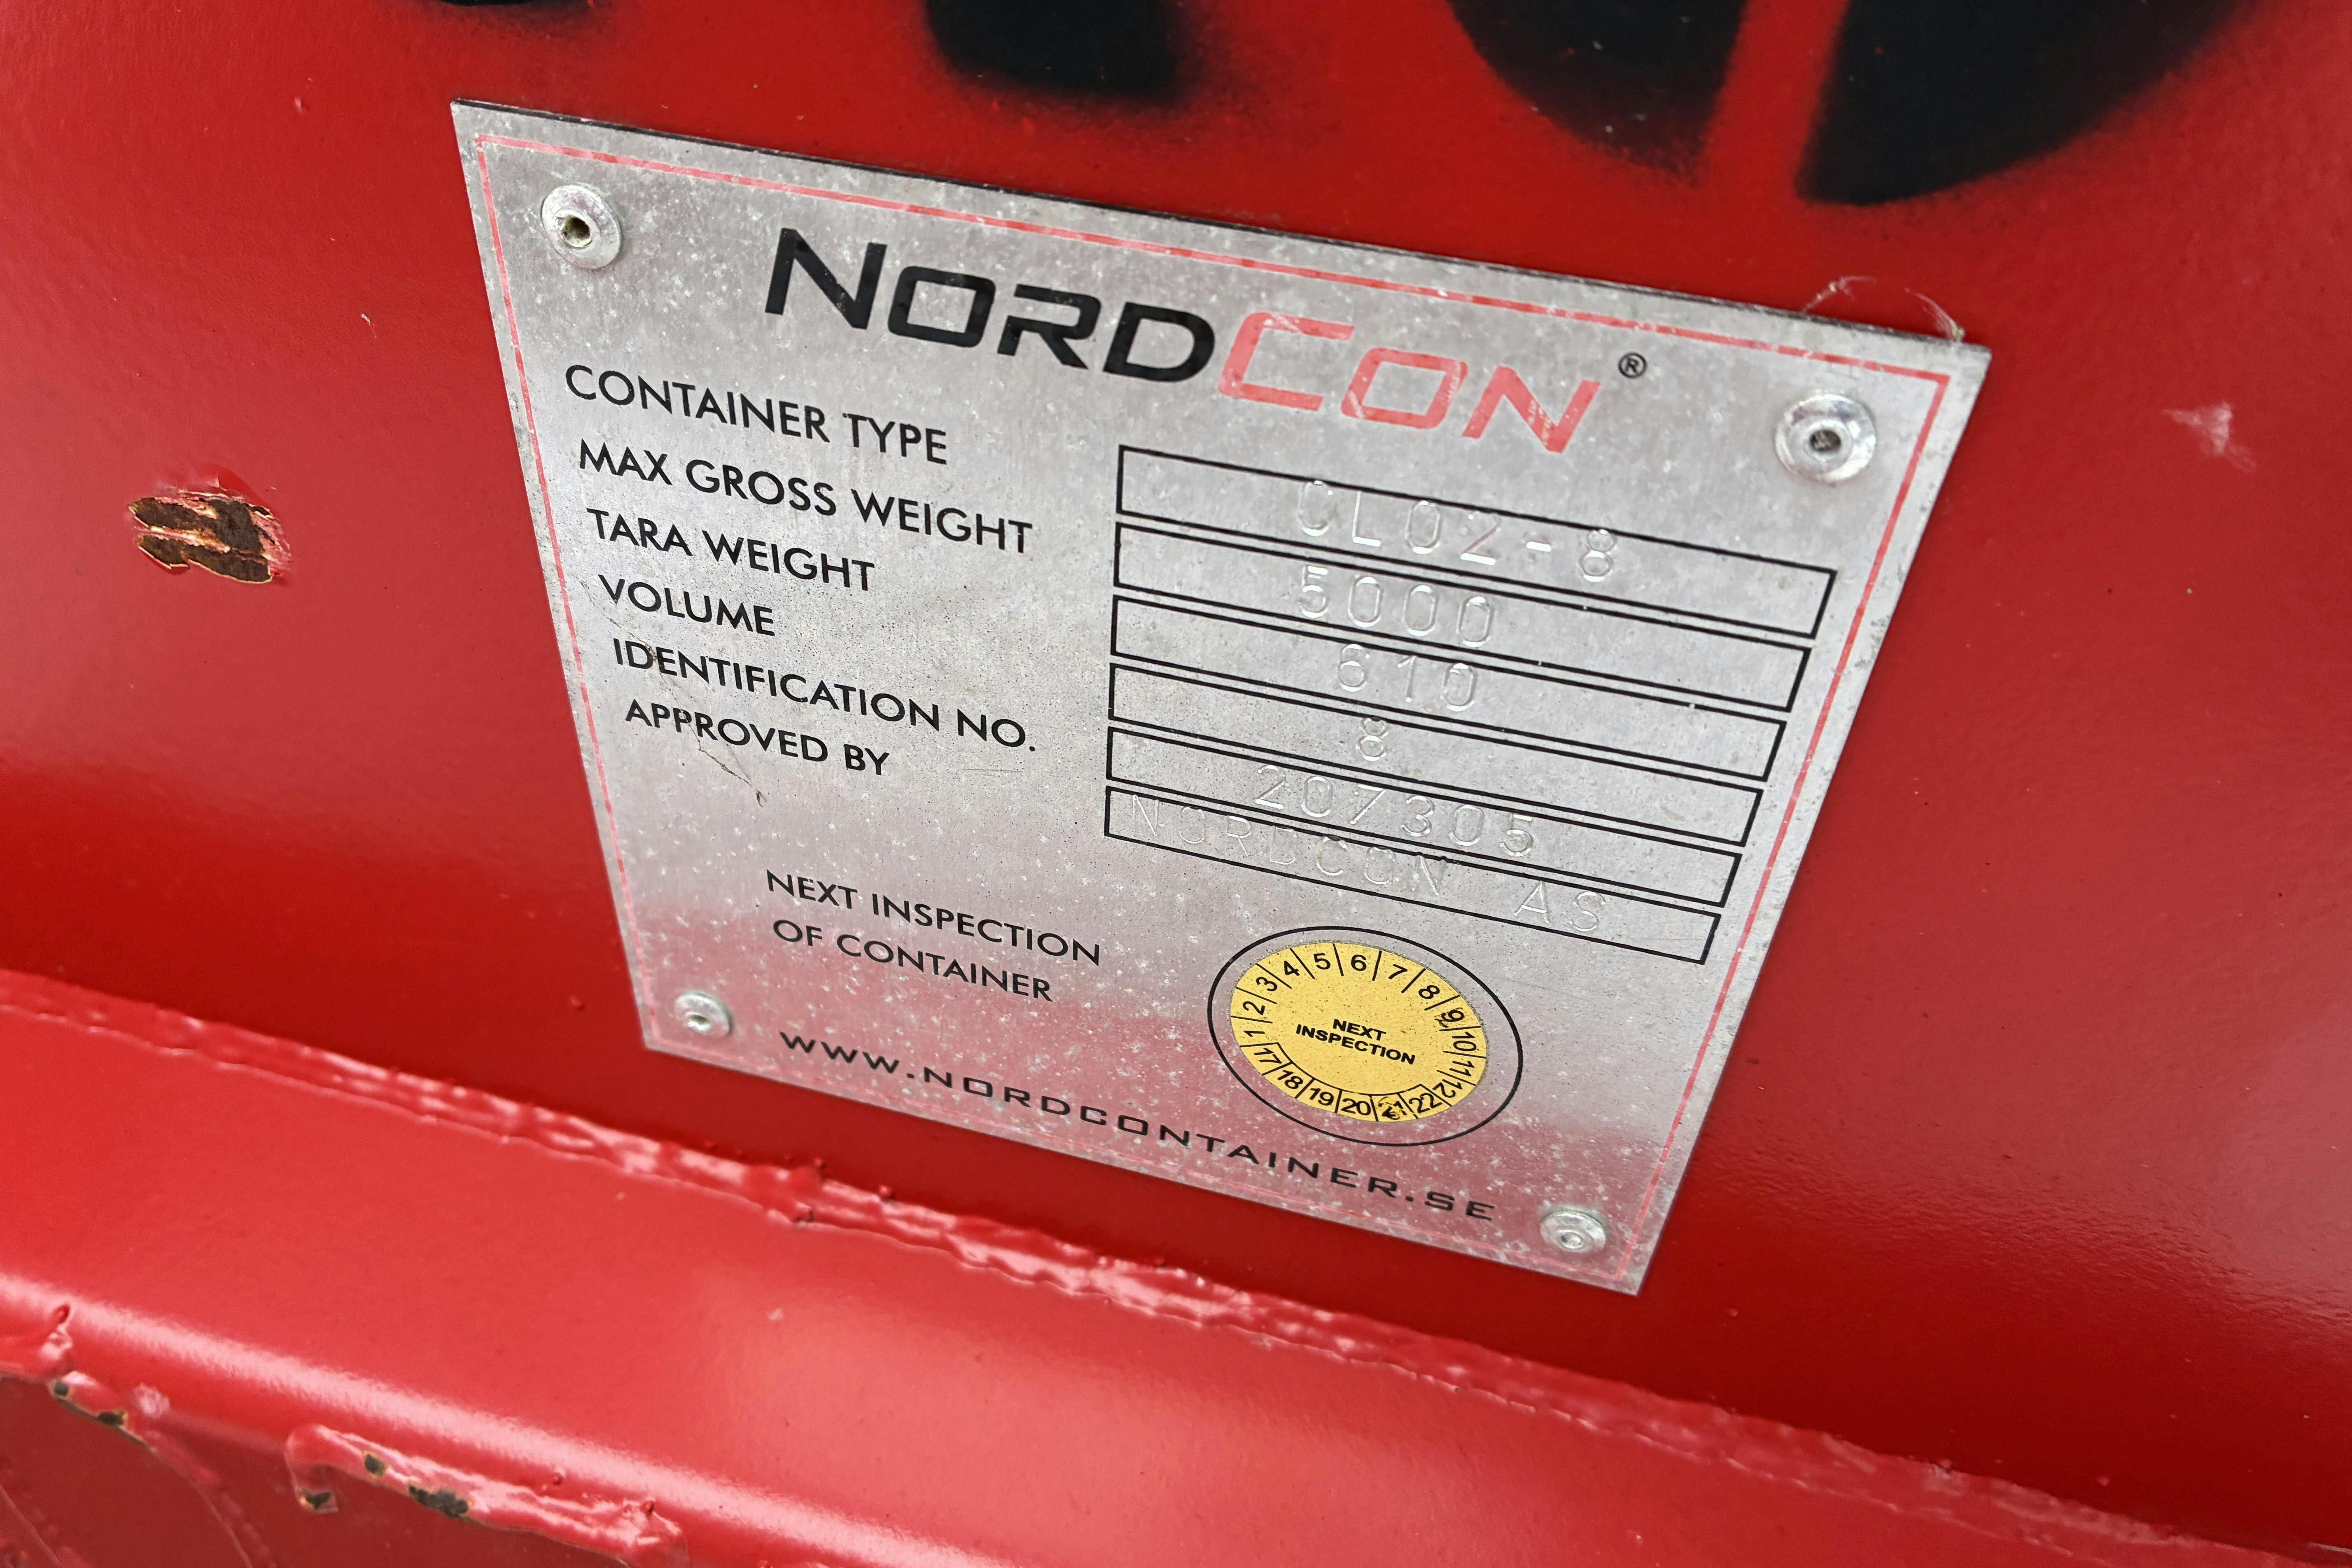 NORDCON®
CONTAINER TYPE CL02-8
MAX GROSS WEIGHT 5000
TARA WEIGHT 610
VOLUME 8
IDENTIFICATION NO. 207305
APPROVED BY NORDCON AS
NEXT INSPECTION
OF CONTAINER
1 2 3 4 5 6 7 8 9 10 11 12
NEXT
INSPECTION
17 18 19 20 21 22
WWW.NORDCONTAINER.SE